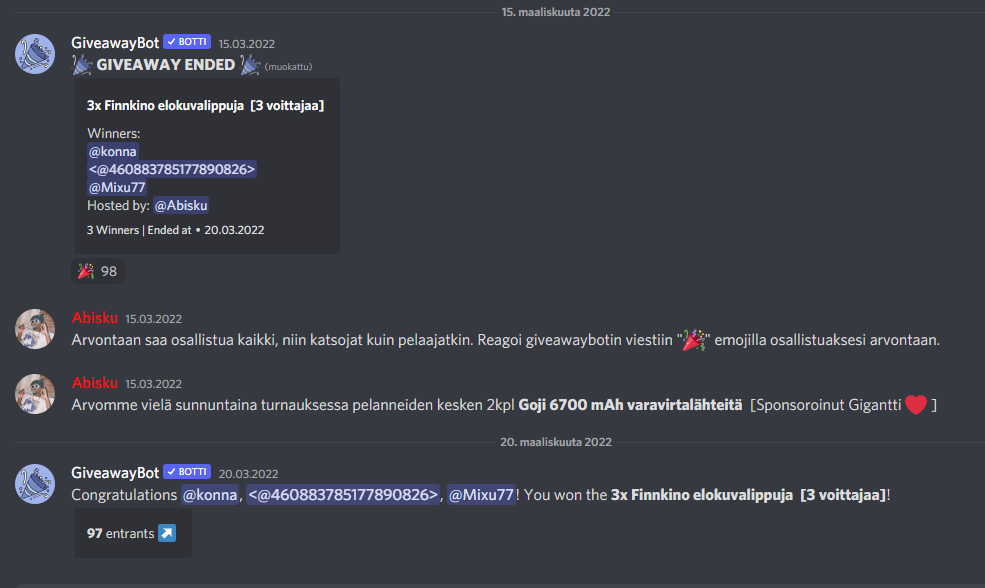 15. maaliskuuta 2022
GiveawayBot ✓ BOTTI 15.03.2022
🎉 GIVEAWAY ENDED 🎉 (muokattu)
3x Finnkino elokuvalippuja [3 voittajaa]
Winners:
@konna
<@460883785177890826>
@Mixu77
Hosted by: @Abisku
3 Winners | Ended at • 20.03.2022
🎉 98
Abisku 15.03.2022
Arvontaan saa osallistua kaikki, niin katsojat kuin pelaajatkin. Reagoi giveawaybotin viestiin "🎉" emojilla osallistuaksesi arvontaan.
Abisku 15.03.2022
Arvomme vielä sunnuntaina turnauksessa pelanneiden kesken 2kpl Goji 6700 mAh varavirtalähteitä [Sponsoroinut Gigantti ❤️ ]
20. maaliskuuta 2022
GiveawayBot ✓ BOTTI 20.03.2022
Congratulations @konna, <@460883785177890826>, @Mixu77! You won the 3x Finnkino elokuvalippuja [3 voittajaa]!
97 entrants ↗